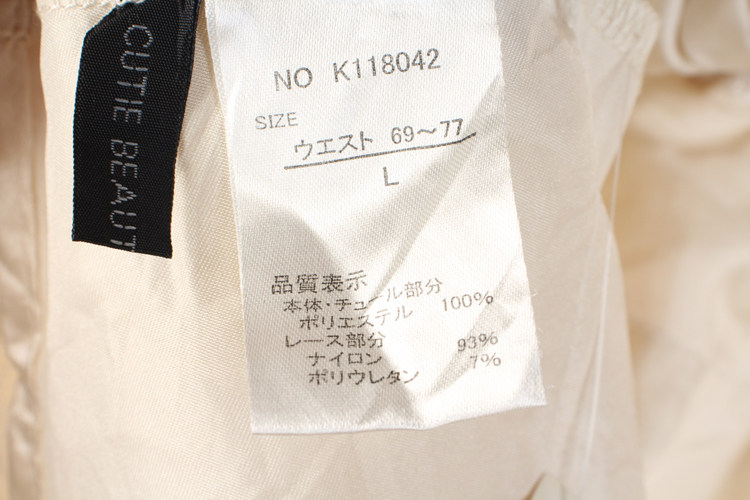 CUTIE BEAUT
NO K118042
SIZE
ウエスト 69〜77
L
品質表示
本体・チュール部分
ポリエステル 100%
レース部分
ナイロン 93%
ポリウレタン 7%